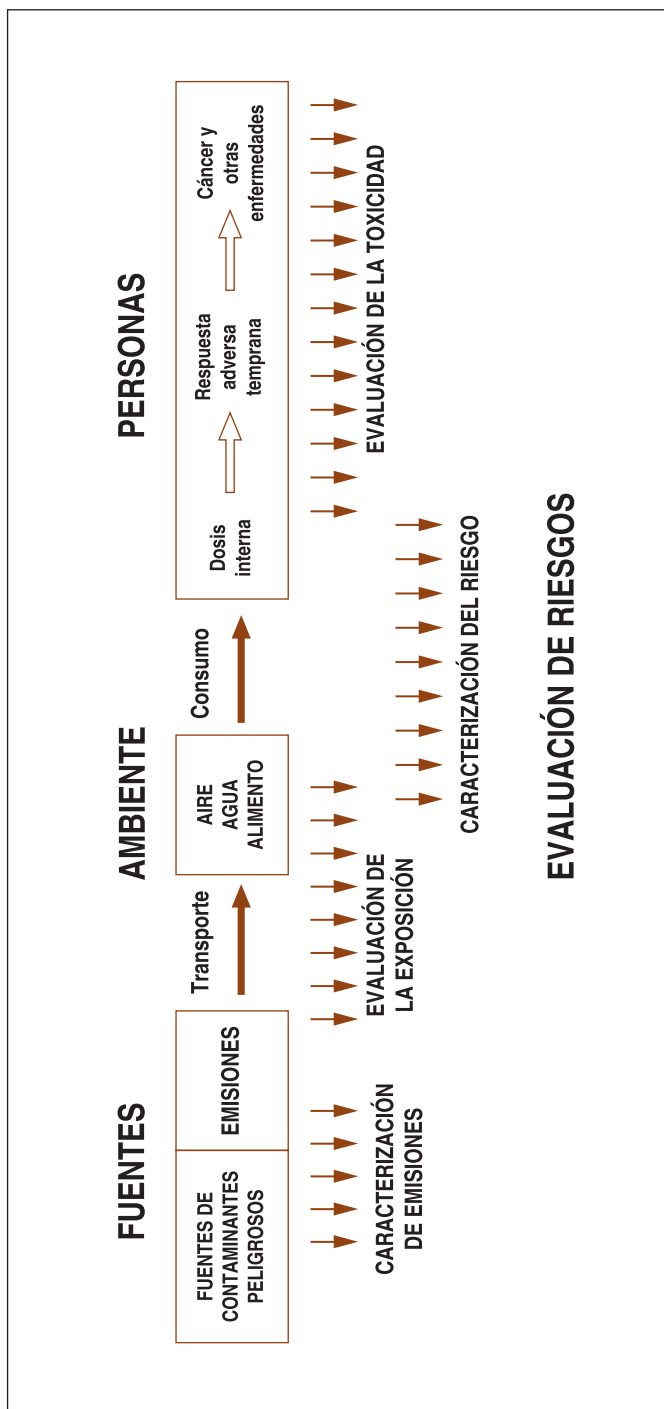 FUENTES
AMBIENTE
PERSONAS
FUENTES DE
CONTAMINANTES
PELIGROSOS
EMISIONES
Transporte
AIRE
AGUA
ALIMENTO
Consumo
Dosis
interna
Respuesta
adversa
temprana
Cáncer y
otras
enfermedades
CARACTERIZACIÓN
DE EMISIONES
EVALUACIÓN DE
LA EXPOSICIÓN
EVALUACIÓN DE LA TOXICIDAD
CARACTERIZACIÓN DEL RIESGO
EVALUACIÓN DE RIESGOS